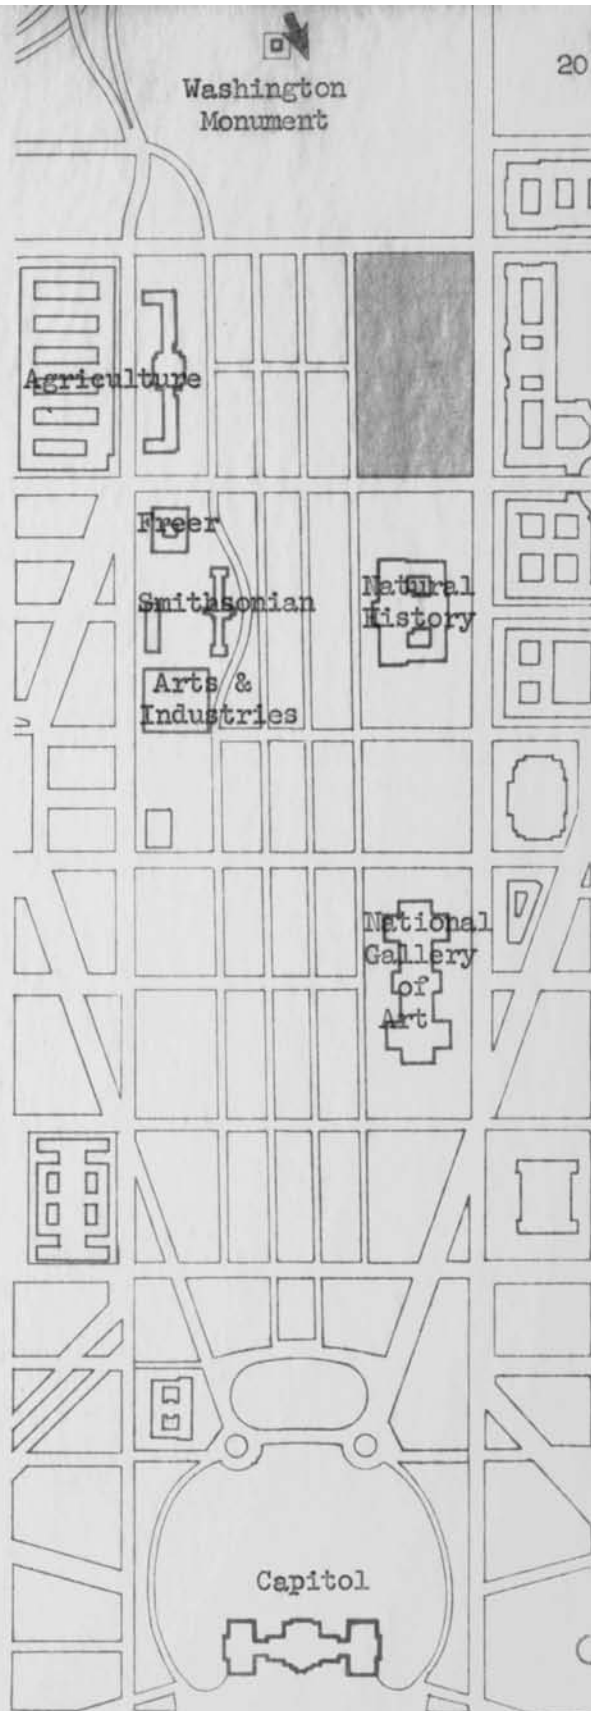 20
Washington
Monument
Agriculture
Freer
Smithsonian
Natural
History
Arts &
Industries
National
Gallery
of
Art
Capitol